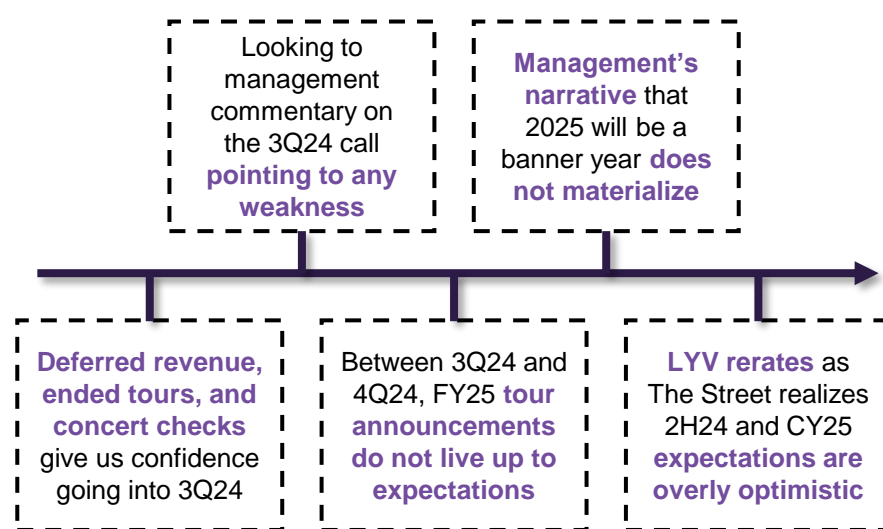 Looking to
management
commentary on
the 3Q24 call
pointing to any
weakness
Management’s
narrative that
2025 will be a
banner year does
not materialize
Deferred revenue,
ended tours, and
concert checks
give us confidence
going into 3Q24
Between 3Q24 and
4Q24, FY25 tour
announcements
do not live up to
expectations
LYV rerates as
The Street realizes
2H24 and CY25
expectations are
overly optimistic